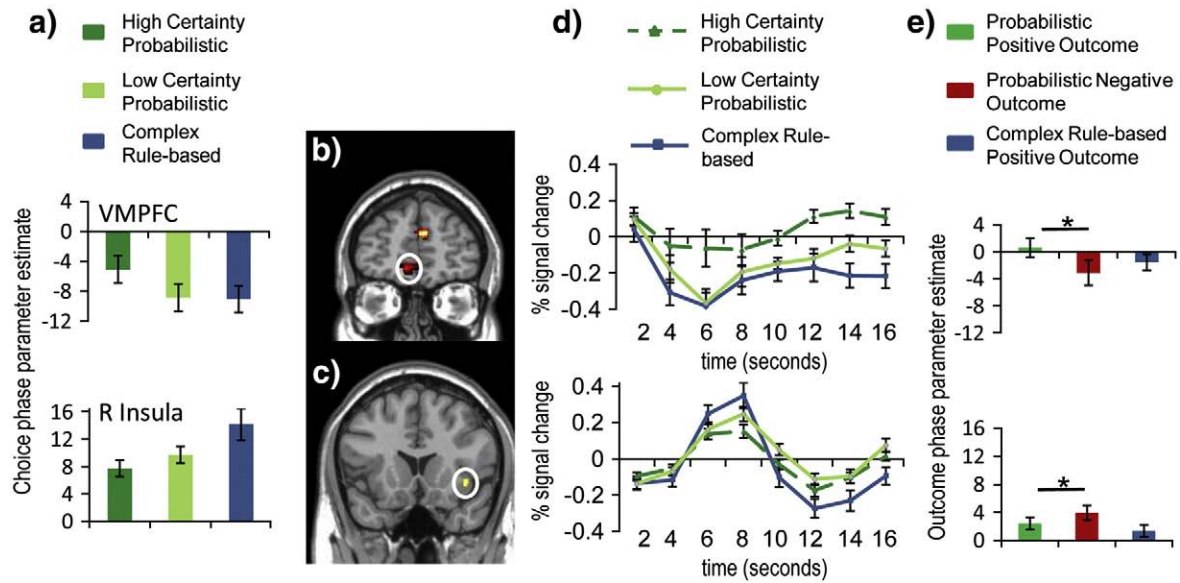 a)
High Certainty
Probabilistic
Low Certainty
Probabilistic
Complex
Rule-based
Choice phase parameter estimate
VMPFC
4
0
-4
-8
-12
R Insula
16
12
8
4
0
b)
c)
d)
High Certainty
Probabilistic
Low Certainty
Probabilistic
Complex Rule-
based
% signal change
0.4
0.2
0
-0.2
-0.4
2 4 6 8 10 12 14 16
time (seconds)
% signal change
0.4
0.2
0
-0.2
-0.4
2 4 6 8 10 12 14 16
time (seconds)
e)
Probabilistic
Positive Outcome
Probabilistic Negative
Outcome
Complex Rule-based
Positive Outcome
Outcome phase parameter estimate
4
0
-4
-8
-12
*
16
12
8
4
0
*